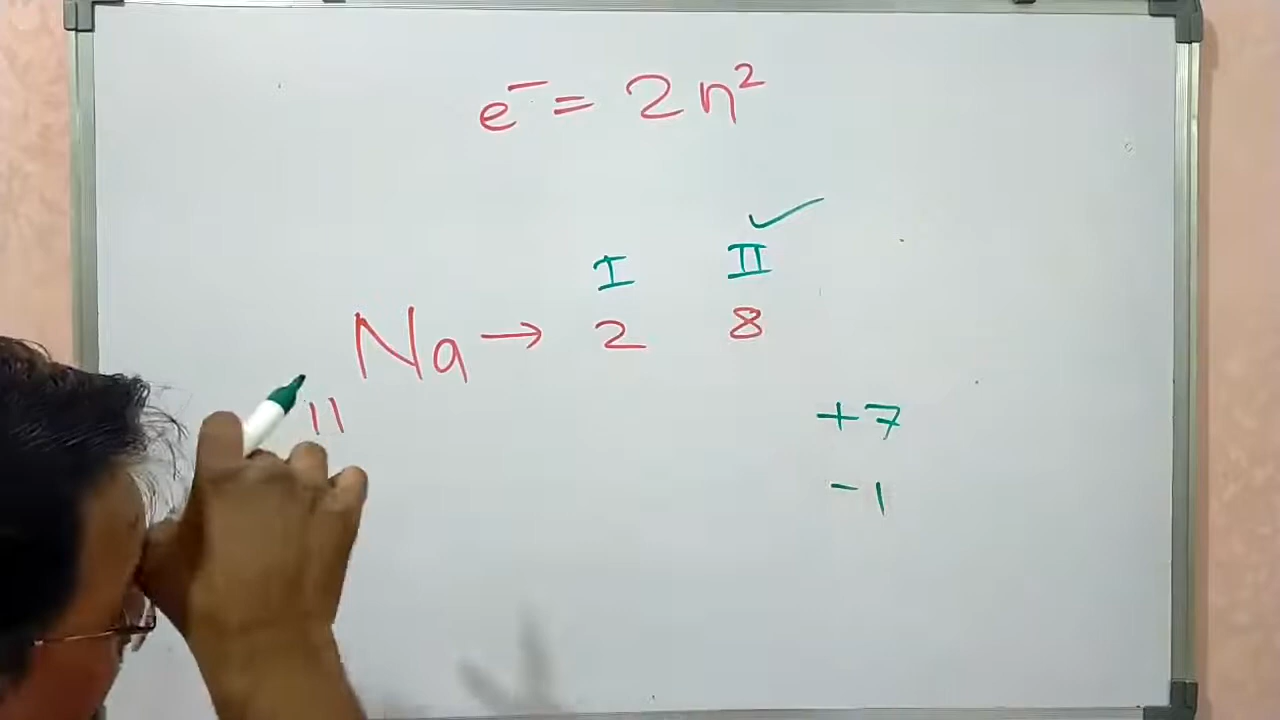 e⁻ = 2n²
I II ✓
Na → 2 8
11
+7
-1